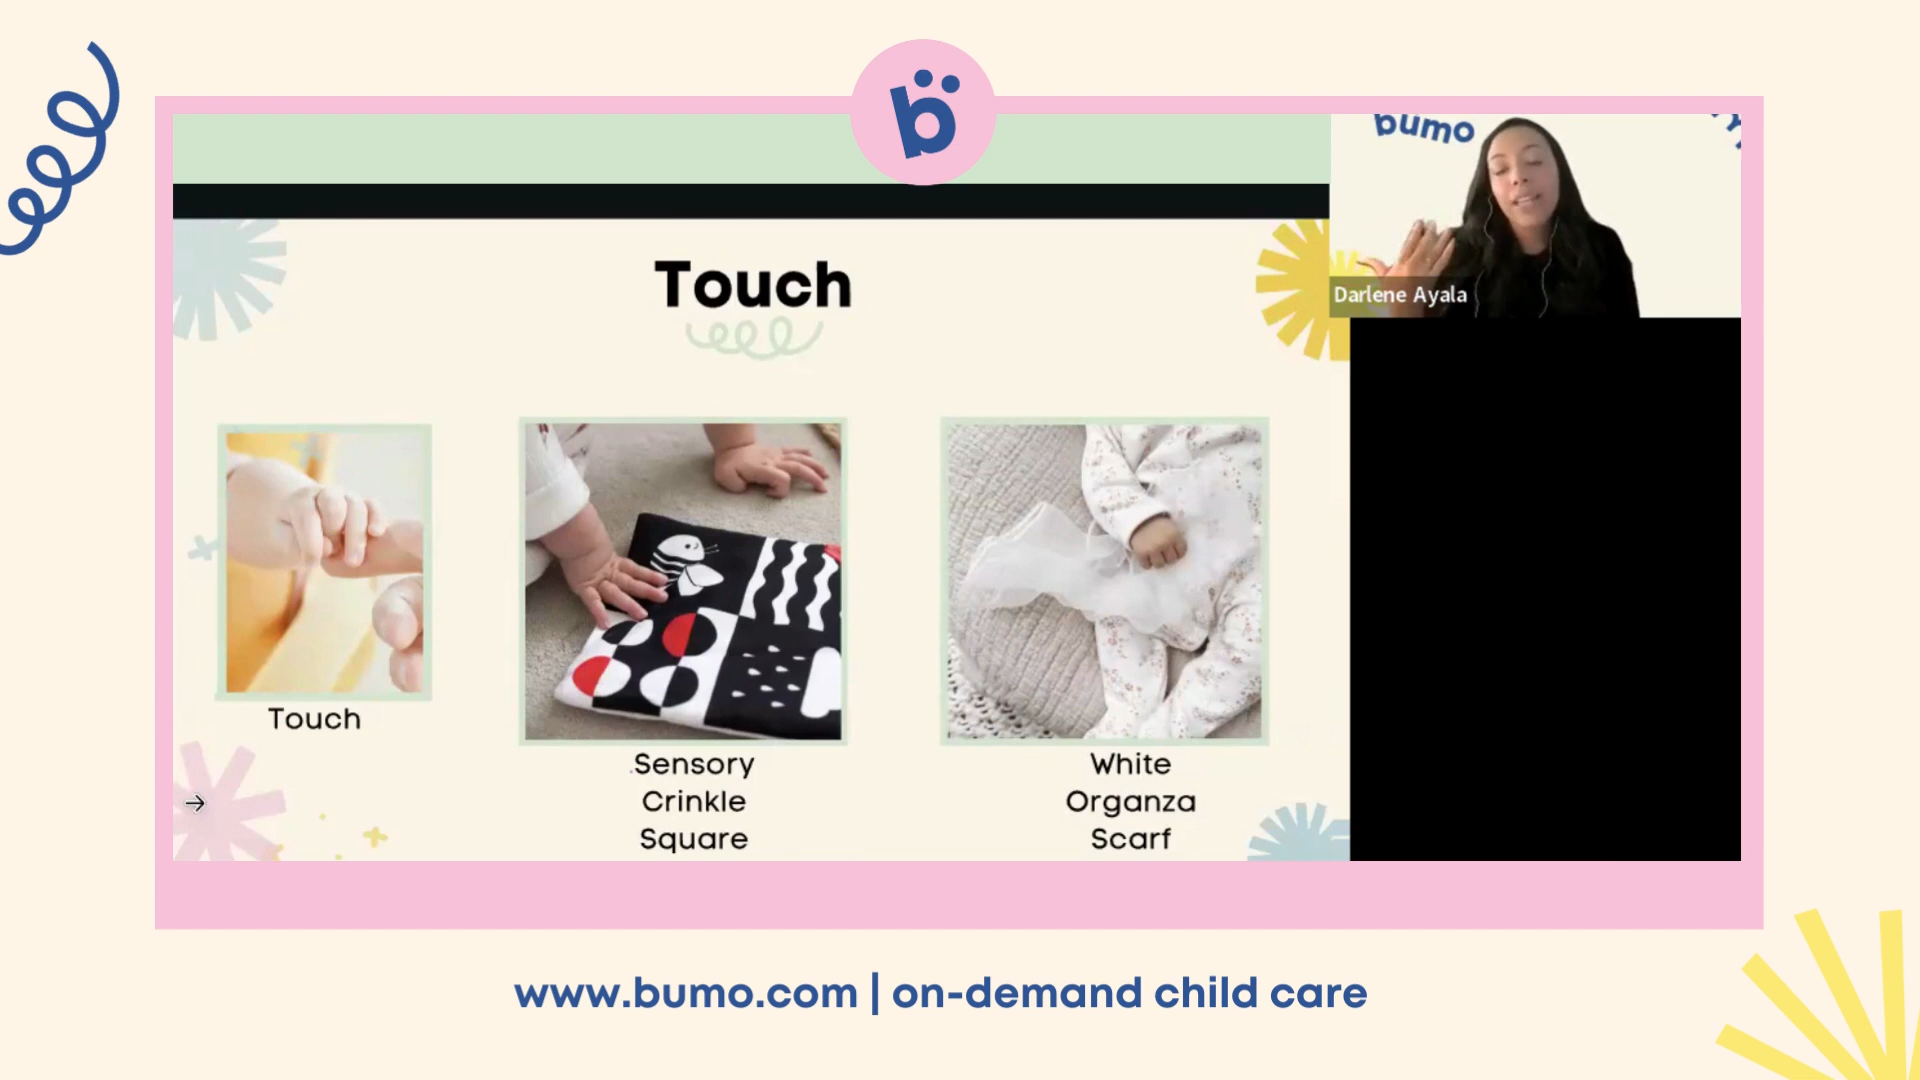 b
bumo
Darlene Ayala
Touch
Touch
Sensory
Crinkle
Square
White
Organza
Scarf
www.bumo.com | on-demand child care